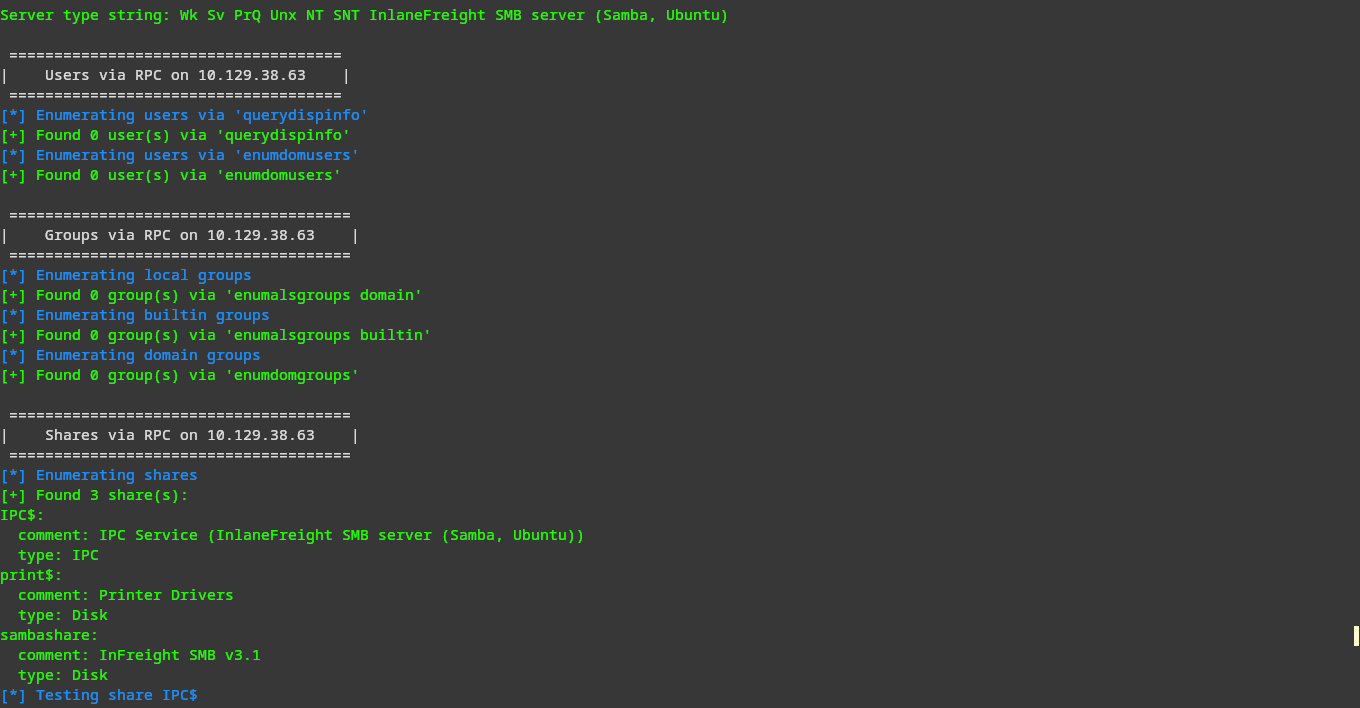 Server type string: Wk Sv PrQ Unx NT SNT InlaneFreight SMB server (Samba, Ubuntu)
=====================================
|    Users via RPC on 10.129.38.63    |
=====================================
[*] Enumerating users via 'querydispinfo'
[+] Found 0 user(s) via 'querydispinfo'
[*] Enumerating users via 'enumdomusers'
[+] Found 0 user(s) via 'enumdomusers'
======================================
|    Groups via RPC on 10.129.38.63    |
======================================
[*] Enumerating local groups
[+] Found 0 group(s) via 'enumalsgroups domain'
[*] Enumerating builtin groups
[+] Found 0 group(s) via 'enumalsgroups builtin'
[*] Enumerating domain groups
[+] Found 0 group(s) via 'enumdomgroups'
======================================
|    Shares via RPC on 10.129.38.63    |
======================================
[*] Enumerating shares
[+] Found 3 share(s):
IPC$:
  comment: IPC Service (InlaneFreight SMB server (Samba, Ubuntu))
  type: IPC
print$:
  comment: Printer Drivers
  type: Disk
sambashare:
  comment: InFreight SMB v3.1
  type: Disk
[*] Testing share IPC$